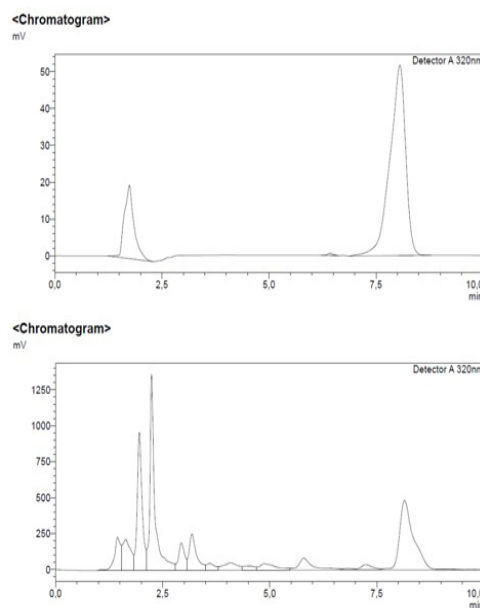 <Chromatogram>
mV
Detector A 320nm
50
40
30
20
10
0
0,0 2,5 5,0 7,5 10,0
min
<Chromatogram>
mV
Detector A 320nm
1250
1000
750
500
250
0
0,0 2,5 5,0 7,5 10,0
min